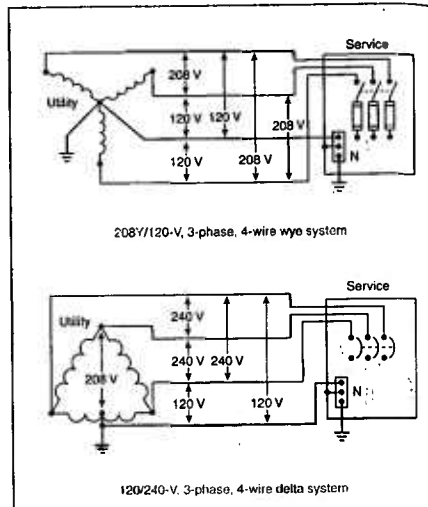 Service
208 V
Utility
120 V
120 V
208 V
120 V
208 V
N
208Y/120-V, 3-phase, 4-wire wye system
Service
Utility
240 V
208 V
240 V
240 V
N
120 V
120 V
120/240-V, 3-phase, 4-wire delta system